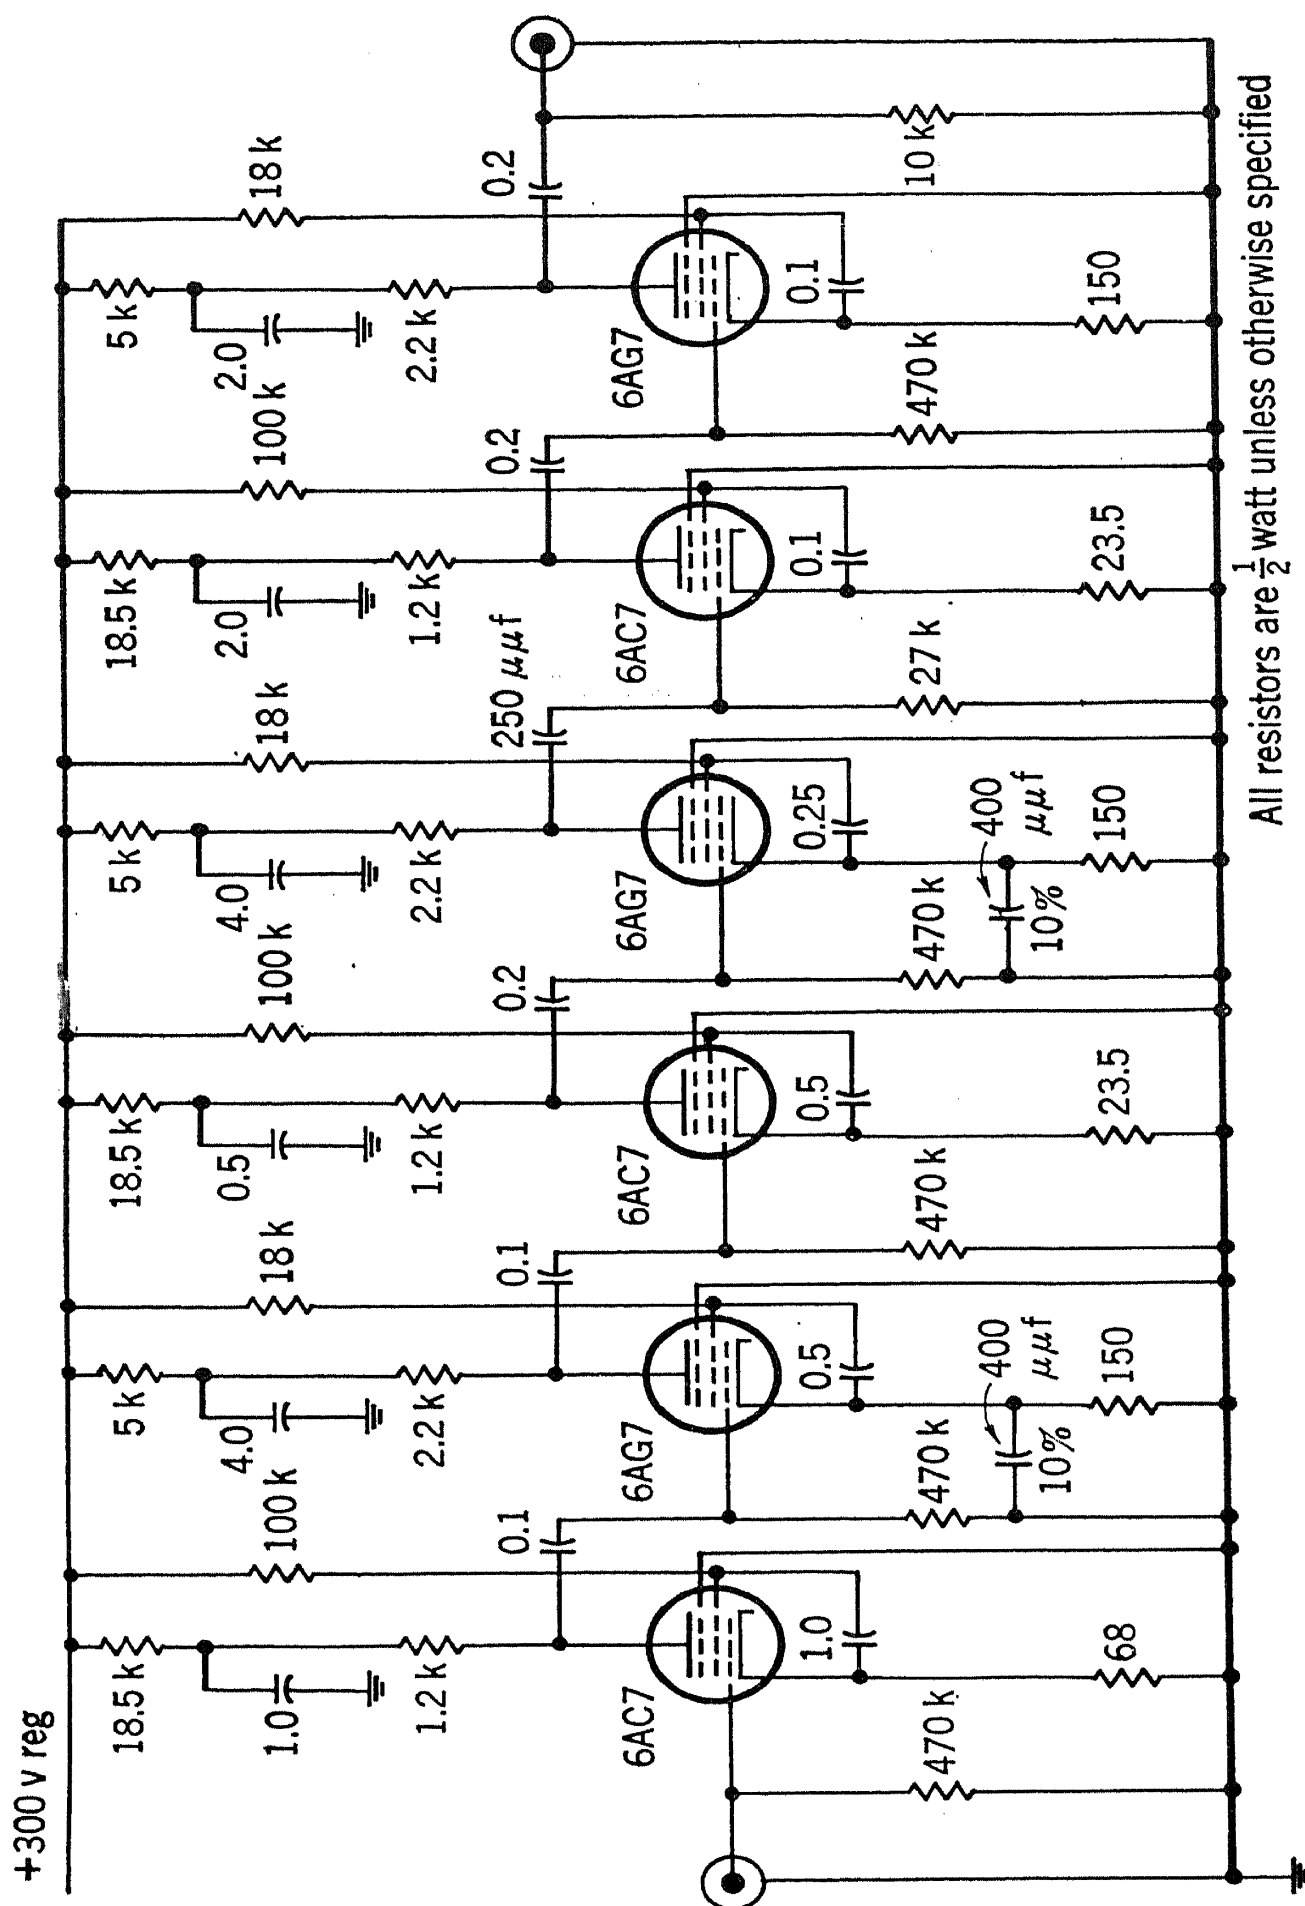 +300 v reg
18.5 k
1.0
1.2 k
100 k
0.1
6AC7
1.0
470 k
68
5 k
4.0
2.2 k
18 k
0.1
6AG7
0.5
470 k
400
μμf
10%
150
18.5 k
0.5
1.2 k
100 k
0.2
6AC7
0.5
470 k
23.5
5 k
4.0
2.2 k
18 k
250 μμf
6AG7
0.25
470 k
400
μμf
10%
150
18.5 k
2.0
1.2 k
100 k
0.2
6AC7
0.1
27 k
23.5
5 k
2.0
2.2 k
18 k
0.2
6AG7
0.1
470 k
150
10 k
All resistors are ½ watt unless otherwise specified